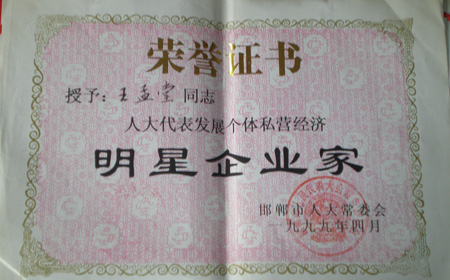 荣誉证书
授予：王孟堂同志
人大代表发展个体私营经济
明星企业家
邯郸市人大常委会
一九九九年四月